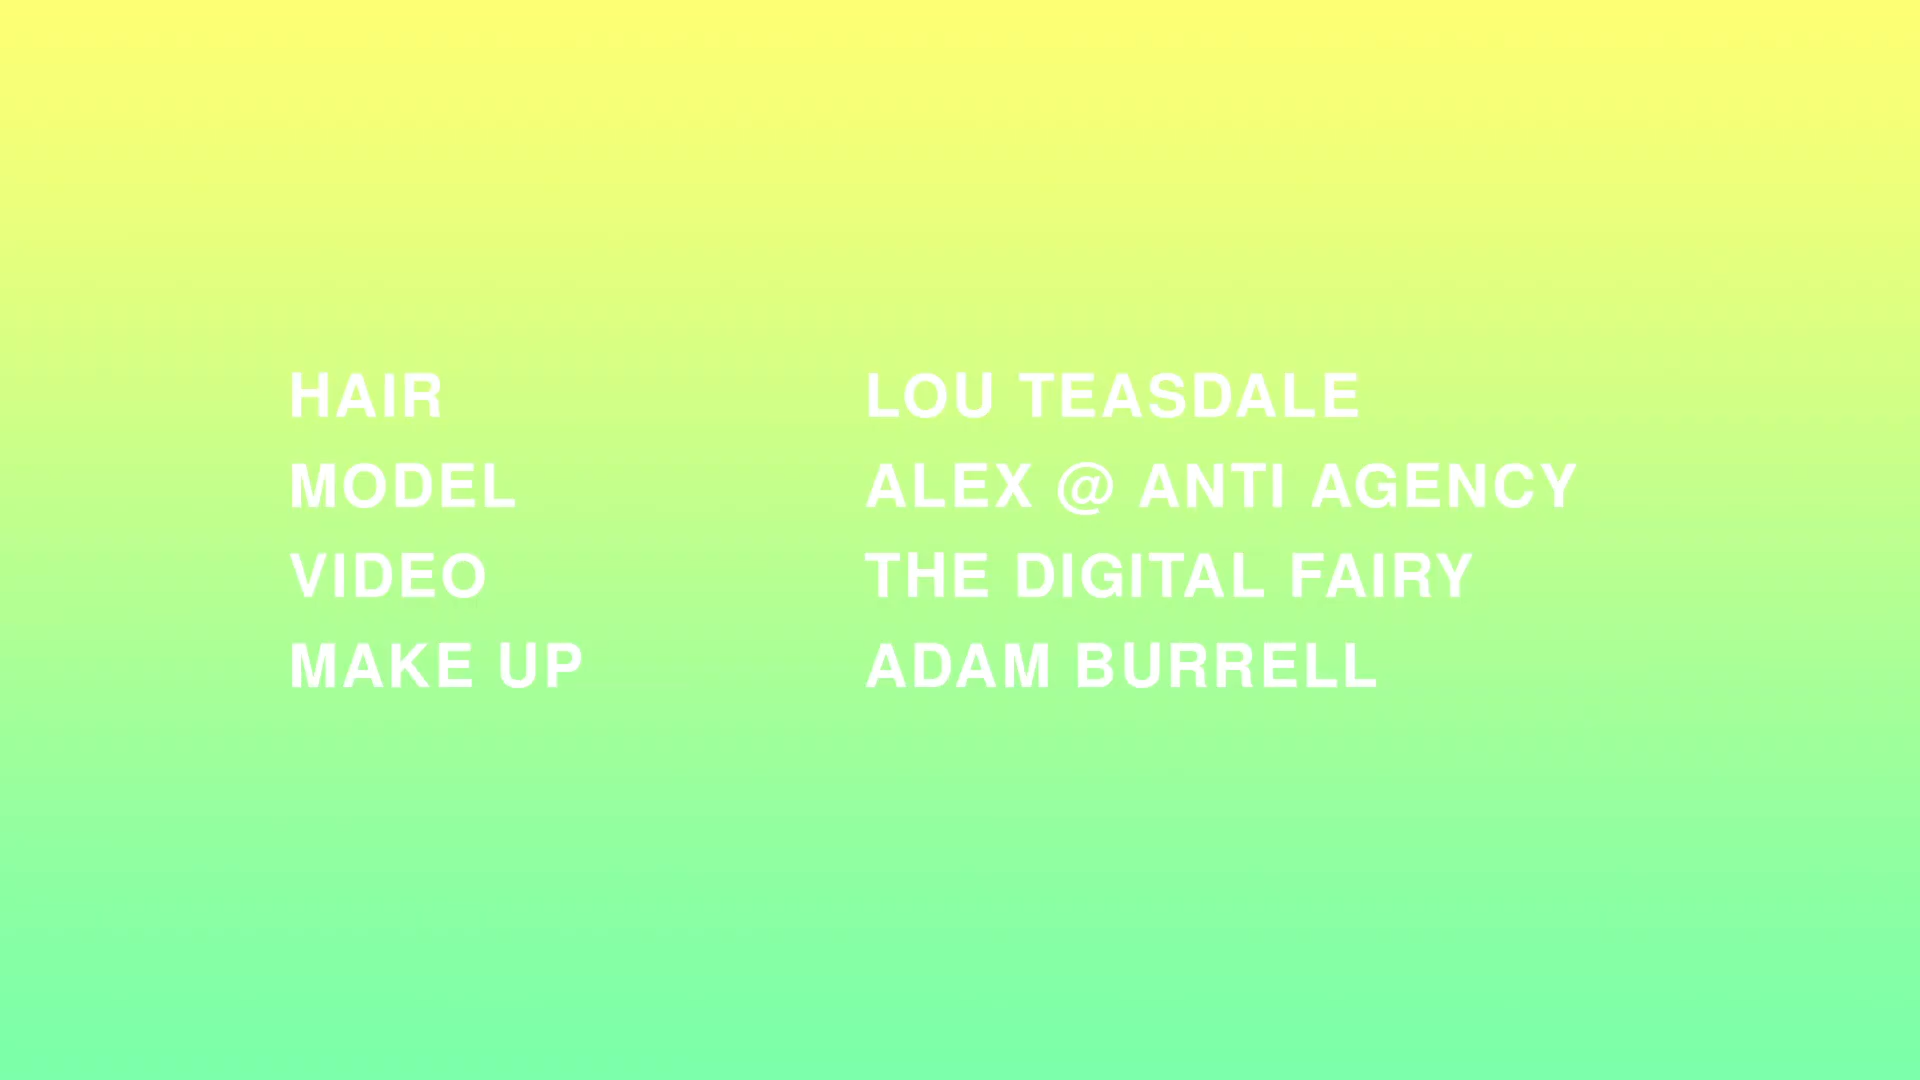 HAIR LOU TEASDALE
MODEL ALEX @ ANTI AGENCY
VIDEO THE DIGITAL FAIRY
MAKE UP ADAM BURRELL